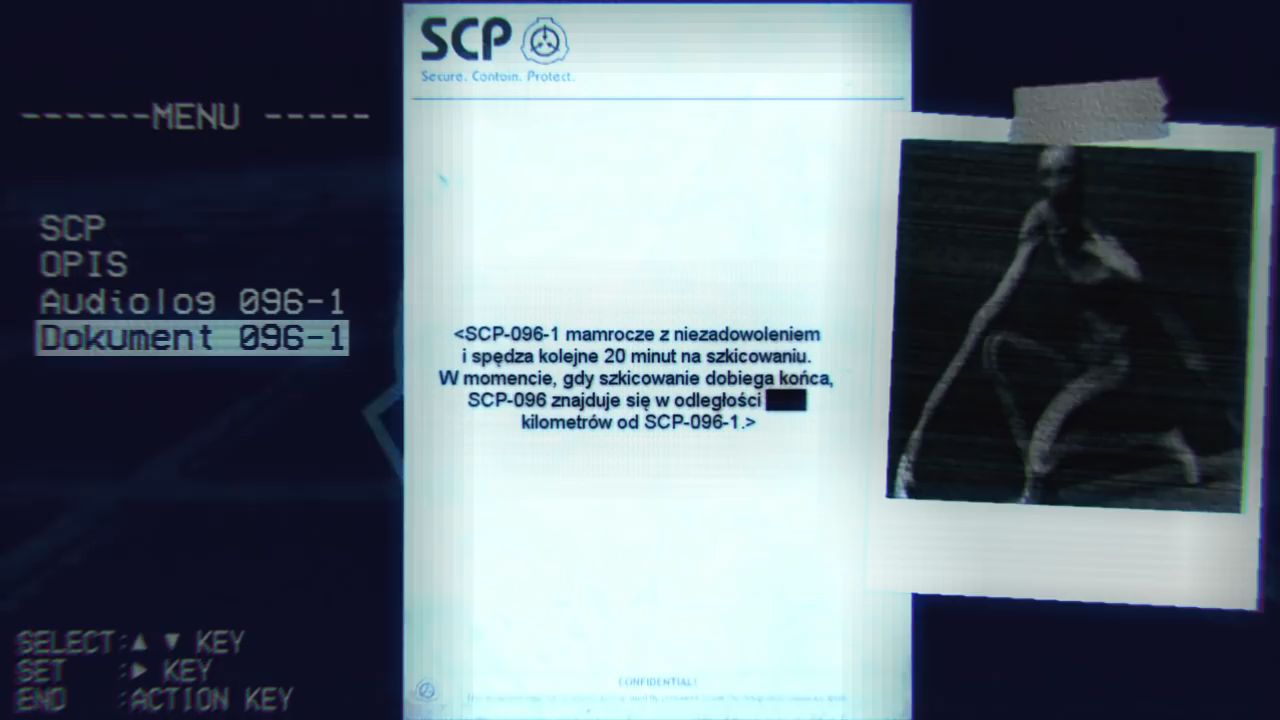 ------MENU -----
SCP
OPIS
Audiolog 096-1
Dokument 096-1
SELECT:▲ ▼ KEY
SET :► KEY
END :ACTION KEY
SCP
Secure. Contain. Protect.
<SCP-096-1 mamrocze z niezadowoleniem
i spędza kolejne 20 minut na szkicowaniu.
W momencie, gdy szkicowanie dobiega końca,
SCP-096 znajduje się w odległości
kilometrów od SCP-096-1.>
CONFIDENTIAL!